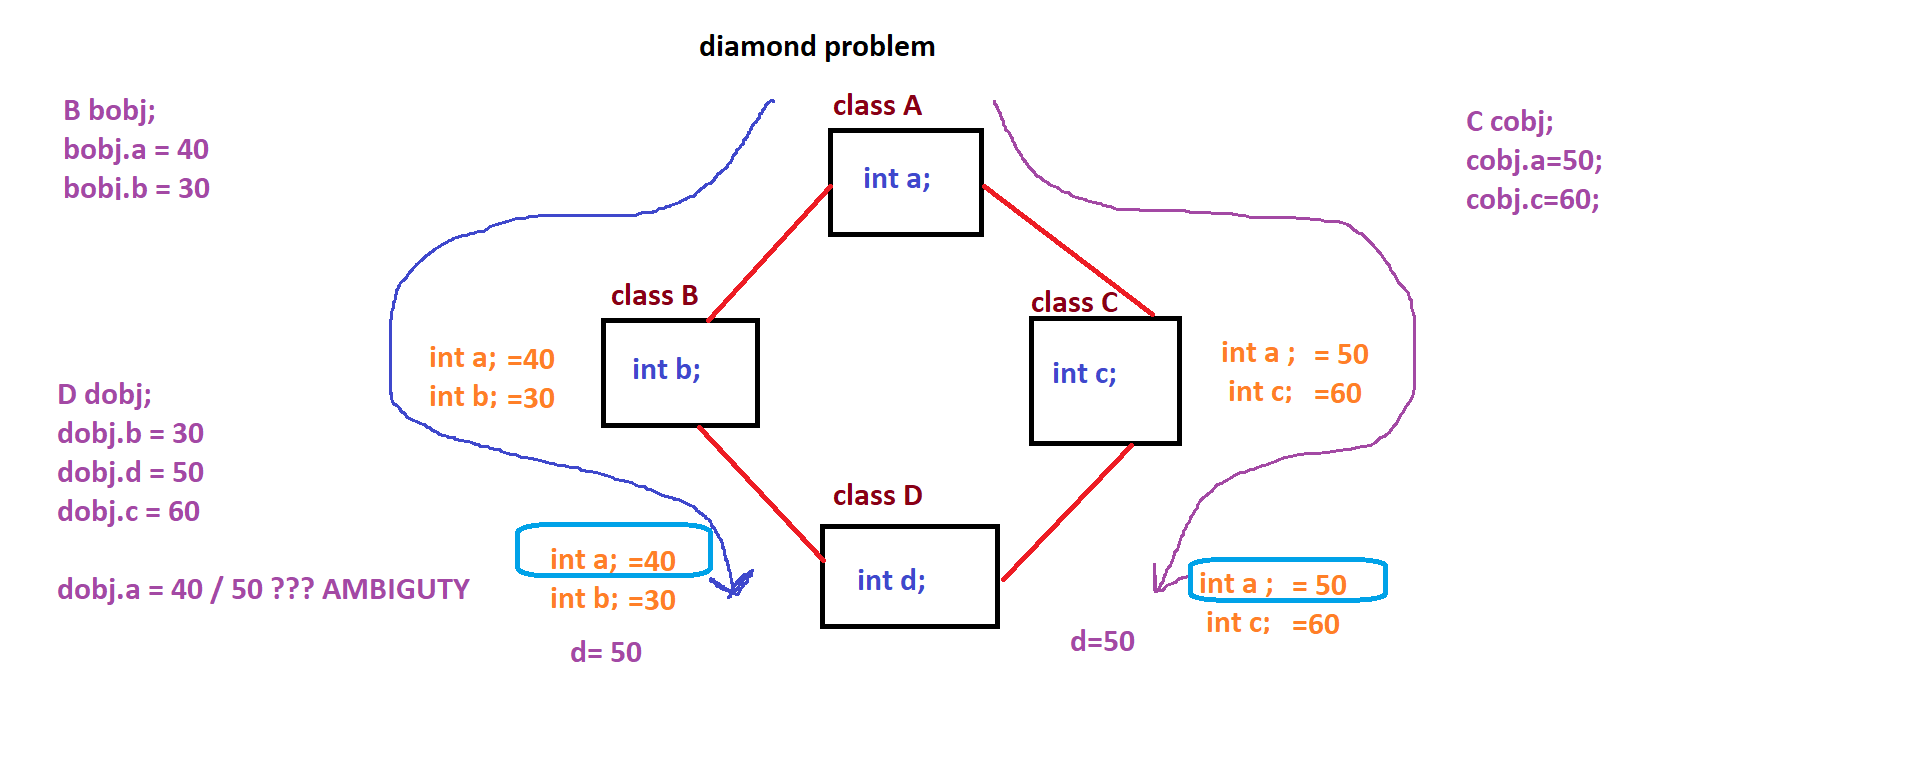 diamond problem
class A
int a;
B bobj;
bobj.a = 40
bobj.b = 30
C cobj;
cobj.a=50;
cobj.c=60;
class B
int b;
int a; =40
int b; =30
class C
int c;
int a ; = 50
int c; =60
D dobj;
dobj.b = 30
dobj.d = 50
dobj.c = 60
dobj.a = 40 / 50 ??? AMBIGUTY
class D
int d;
int a; =40
int b; =30
d= 50
int a ; = 50
int c; =60
d=50